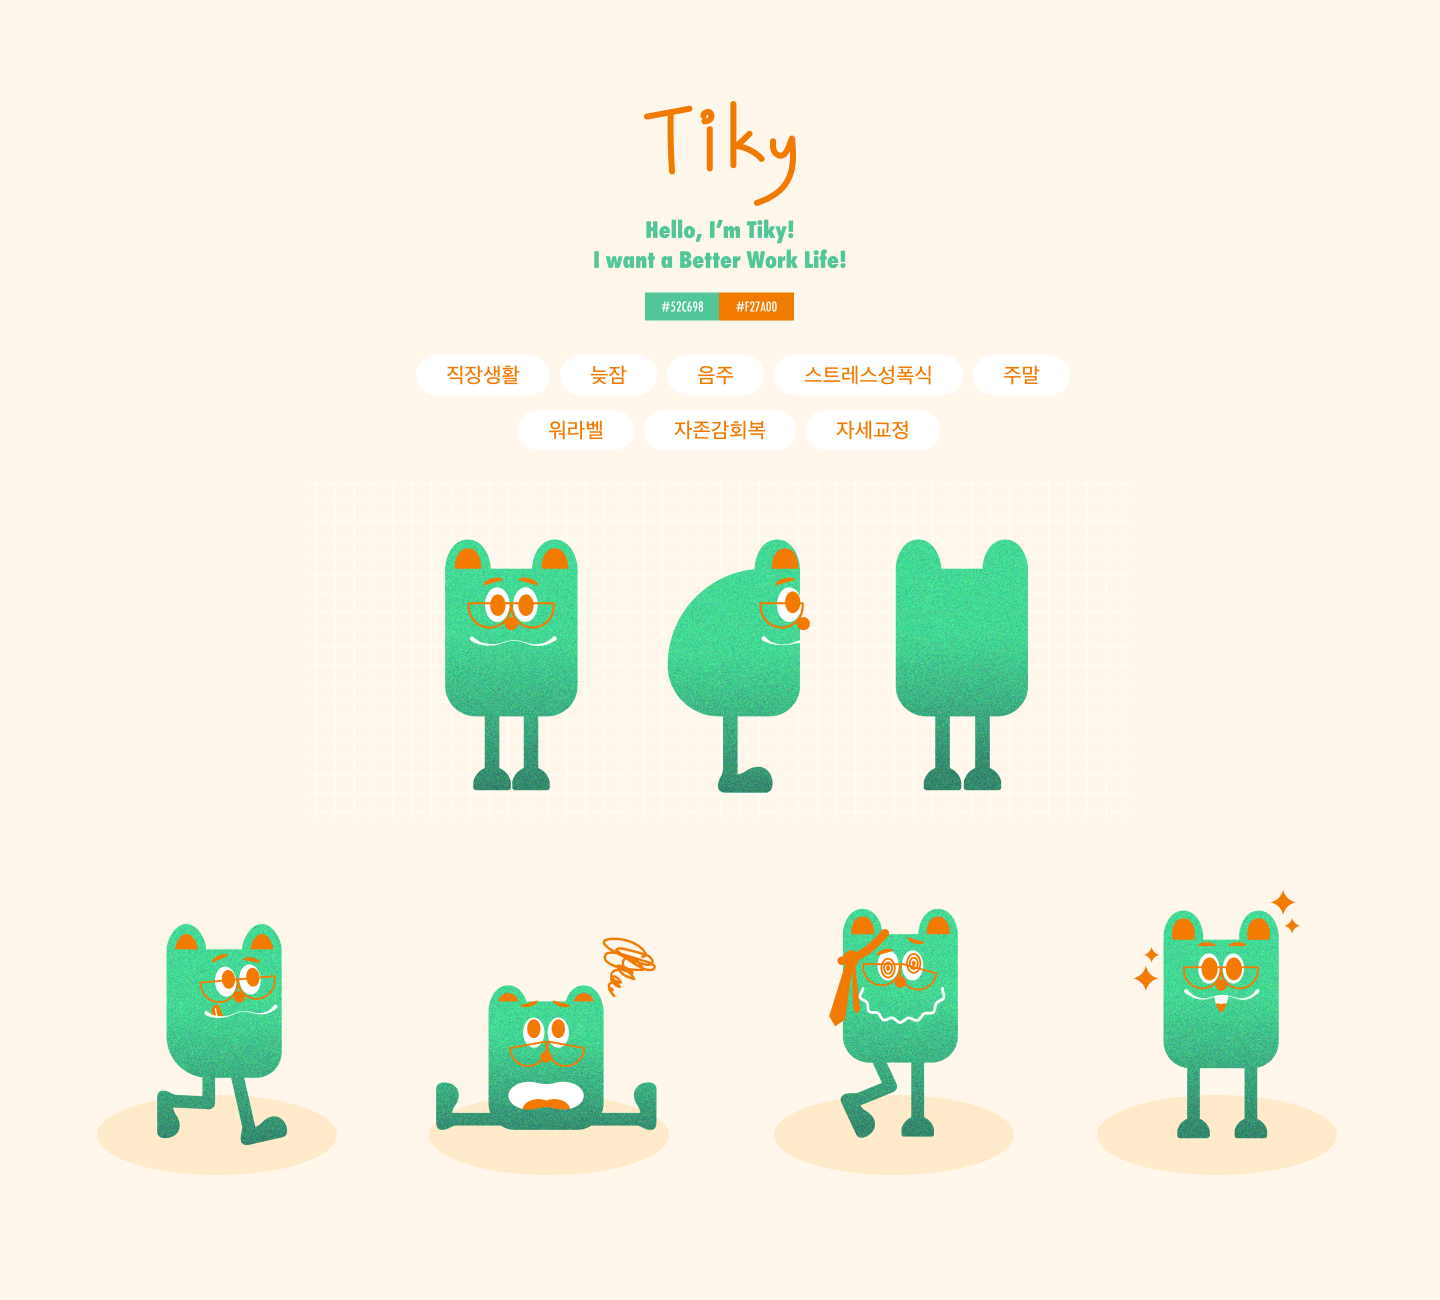 Tiky
Hello, I'm Tiky!
I want a Better Work Life!
#52C698 #F27A00
직장생활 늦잠 음주 스트레스성폭식 주말
워라벨 자존감회복 자세교정